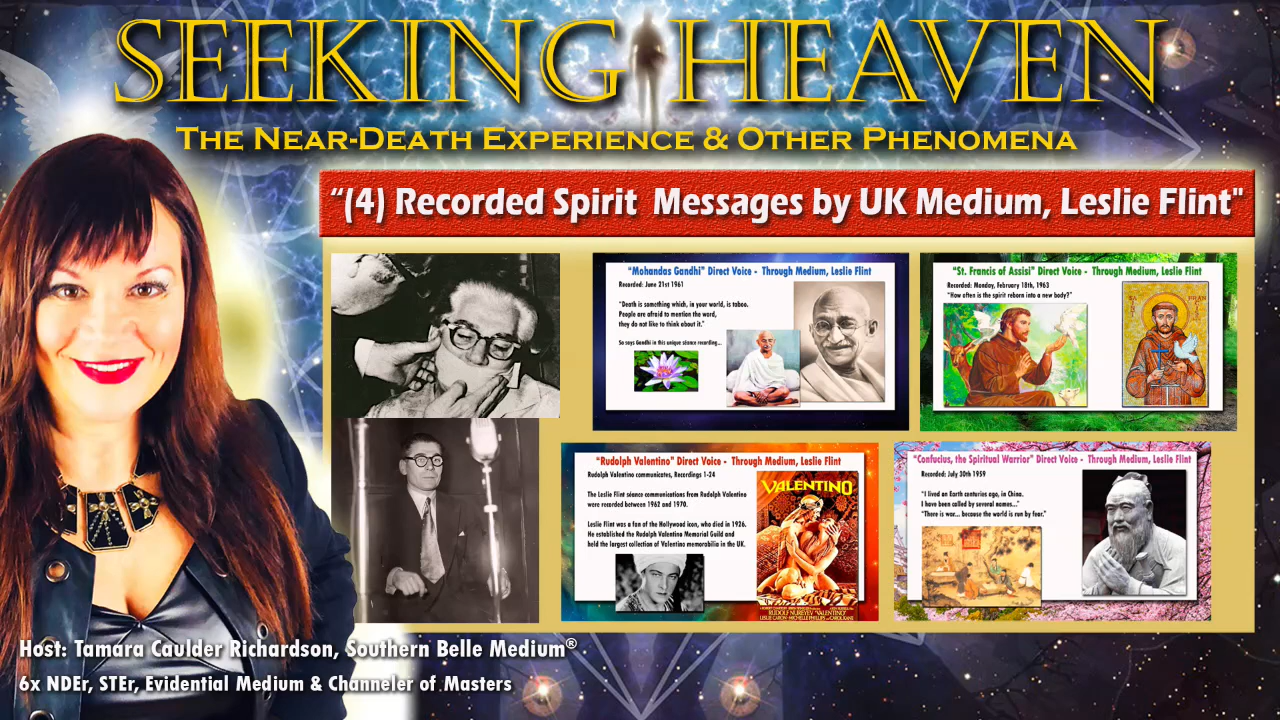 SEEKING HEAVEN
THE NEAR-DEATH EXPERIENCE & OTHER PHENOMENA
“(4) Recorded Spirit Messages by UK Medium, Leslie Flint"
"Mohandas Gandhi" Direct Voice - Through Medium, Leslie Flint
Recorded: June 21st 1961
"Death is something which, in your world, is taboo.
People are afraid to mention the word,
they do not like to think about it."
So says Gandhi in this unique séance recording...
"St. Francis of Assisi" Direct Voice - Through Medium, Leslie Flint
Recorded: Monday, February 18th, 1963
"How often is the spirit reborn into a new body?"
"Rudolph Valentino" Direct Voice - Through Medium, Leslie Flint
Rudolph Valentino communicates, Recordings 1-24
The Leslie Flint séance communications from Rudolph Valentino
were recorded between 1962 and 1970.
Leslie Flint was a fan of the Hollywood icon, who died in 1926.
He established the Rudolph Valentino Memorial Guild and
held the largest collection of Valentino memorabilia in the UK.
VALENTINO
RUDOLF NUREYEV "VALENTINO"
LESLIE CARON · MICHELLE PHILLIPS
"Confucius, the Spiritual Warrior" Direct Voice - Through Medium, Leslie Flint
Recorded: July 30th 1959
"I lived on Earth centuries ago, in China.
I have been called by several names..."
"There is war... because the world is run by fear."
Host: Tamara Caulder Richardson, Southern Belle Medium®
6x NDEr, STEr, Evidential Medium & Channeler of Masters